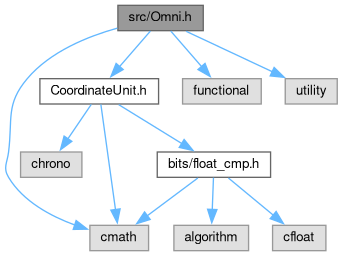 src/Omni.h
CoordinateUnit.h
functional
utility
chrono
bits/float_cmp.h
cmath
algorithm
cfloat